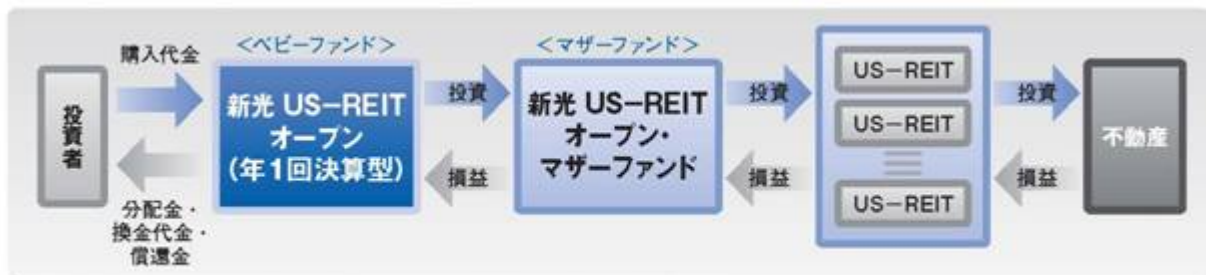 投資者
購入代金
分配金・
換金代金・
償還金
＜ベビーファンド＞
新光 US−REIT
オープン
(年1回決算型)
投資
損益
＜マザーファンド＞
新光 US−REIT
オープン・
マザーファンド
投資
損益
US−REIT
US−REIT
US−REIT
投資
損益
不動産